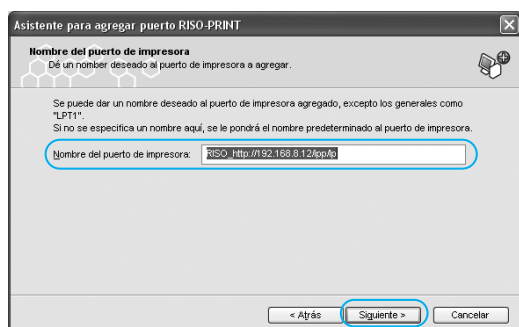 Asistente para agregar puerto RISO-PRINT
Nombre del puerto de impresora
Dé un nomber deseado al puerto de impresora a agregar.
Se puede dar un nombre deseado al puerto de impresora agregado, excepto los generales como
"LPT1".
Si no se especifica un nombre aquí, se le pondrá el nombre predeterminado al puerto de impresora.
Nombre del puerto de impresora: RISO_http://192.168.8.12/ipp/lp
< Atrás Siguiente > Cancelar